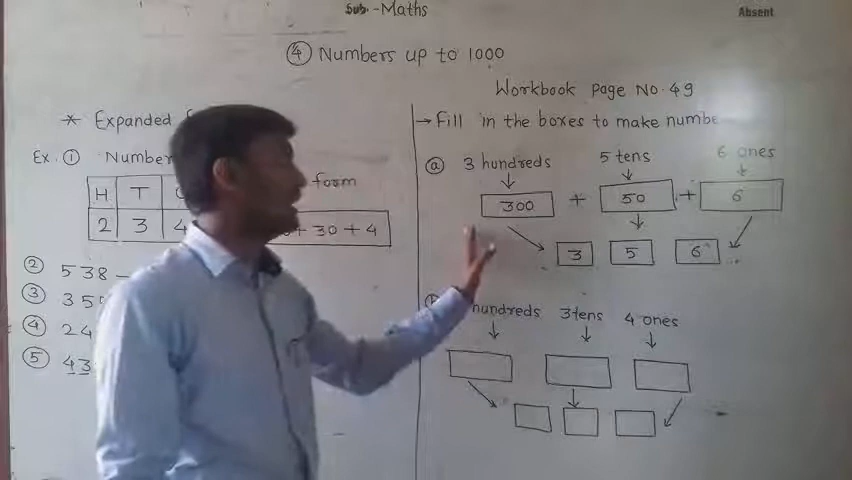 Sub.-Maths
Absent
④ Numbers up to 1000
* Expanded
Ex. ① Number
form
H T
2 3 4
+ 30 + 4
② 538 –
③ 35
④ 24
⑤ 43
Workbook Page No. 49
→ Fill in the boxes to make numbe
ⓐ 3 hundreds 5 tens 6 ones
300 + 50 + 6
3 5 6
hundreds 3 tens 4 ones